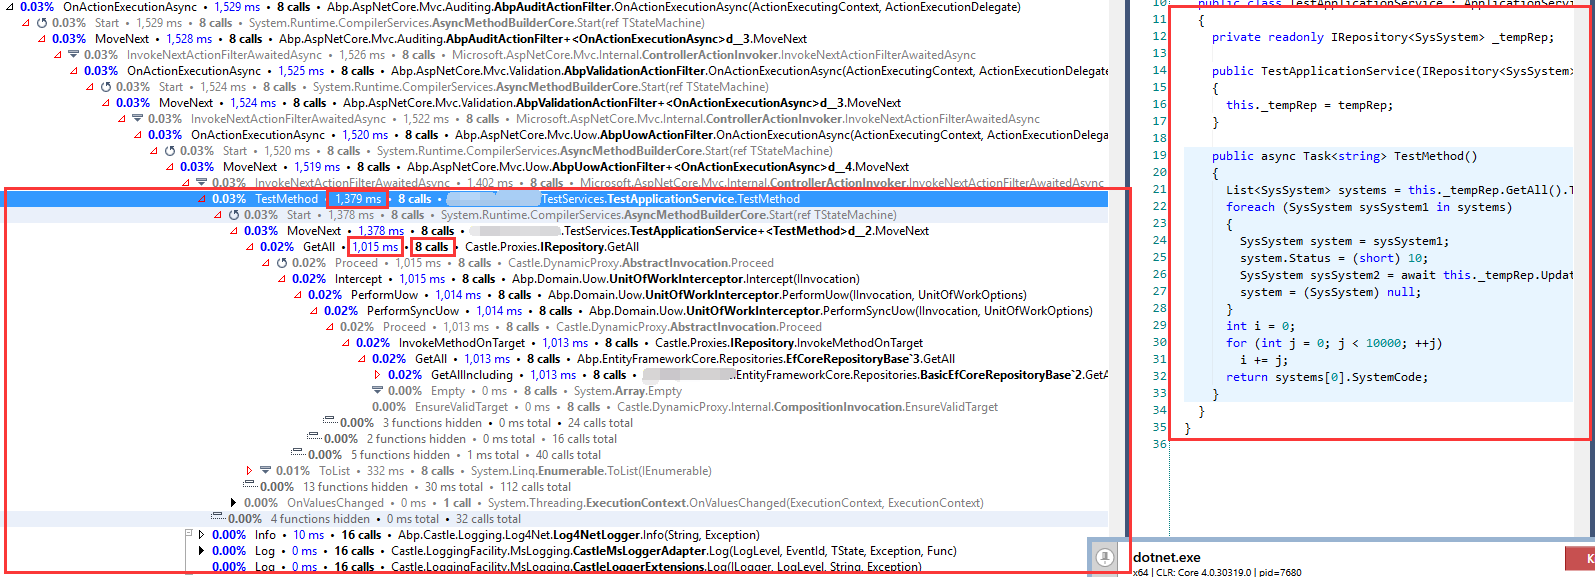 0.03% OnActionExecutionAsync • 1,529 ms • 8 calls • Abp.AspNetCore.Mvc.Auditing.AbpAuditActionFilter.OnActionExecutionAsync(ActionExecutingContext, ActionExecutionDelegate)
0.03% Start • 1,529 ms • 8 calls • System.Runtime.CompilerServices.AsyncMethodBuilderCore.Start(ref TStateMachine)
0.03% MoveNext • 1,528 ms • 8 calls • Abp.AspNetCore.Mvc.Auditing.AbpAuditActionFilter+<OnActionExecutionAsync>d__3.MoveNext
0.03% InvokeNextActionFilterAwaitedAsync • 1,526 ms • 8 calls • Microsoft.AspNetCore.Mvc.Internal.ControllerActionInvoker.InvokeNextActionFilterAwaitedAsync
0.03% OnActionExecutionAsync • 1,525 ms • 8 calls • Abp.AspNetCore.Mvc.Validation.AbpValidationActionFilter.OnActionExecutionAsync(ActionExecutingContext, ActionExecutionDelegate
0.03% Start • 1,524 ms • 8 calls • System.Runtime.CompilerServices.AsyncMethodBuilderCore.Start(ref TStateMachine)
0.03% MoveNext • 1,524 ms • 8 calls • Abp.AspNetCore.Mvc.Validation.AbpValidationActionFilter+<OnActionExecutionAsync>d__3.MoveNext
0.03% InvokeNextActionFilterAwaitedAsync • 1,522 ms • 8 calls • Microsoft.AspNetCore.Mvc.Internal.ControllerActionInvoker.InvokeNextActionFilterAwaitedAsync
0.03% OnActionExecutionAsync • 1,520 ms • 8 calls • Abp.AspNetCore.Mvc.Uow.AbpUowActionFilter.OnActionExecutionAsync(ActionExecutingContext, ActionExecutionDelega
0.03% Start • 1,520 ms • 8 calls • System.Runtime.CompilerServices.AsyncMethodBuilderCore.Start(ref TStateMachine)
0.03% MoveNext • 1,519 ms • 8 calls • Abp.AspNetCore.Mvc.Uow.AbpUowActionFilter+<OnActionExecutionAsync>d__4.MoveNext
0.03% InvokeNextActionFilterAwaitedAsync • 1,402 ms • 8 calls • Microsoft.AspNetCore.Mvc.Internal.ControllerActionInvoker.InvokeNextActionFilterAwaitedAsync
0.03% TestMethod • 1,379 ms • 8 calls • TestServices.TestApplicationService.TestMethod
0.03% Start • 1,378 ms • 8 calls • System.Runtime.CompilerServices.AsyncMethodBuilderCore.Start(ref TStateMachine)
0.03% MoveNext • 1,378 ms • 8 calls • .TestServices.TestApplicationService+<TestMethod>d__2.MoveNext
0.02% GetAll • 1,015 ms • 8 calls • Castle.Proxies.IRepository.GetAll
0.02% Proceed • 1,015 ms • 8 calls • Castle.DynamicProxy.AbstractInvocation.Proceed
0.02% Intercept • 1,015 ms • 8 calls • Abp.Domain.Uow.UnitOfWorkInterceptor.Intercept(IInvocation)
0.02% PerformUow • 1,014 ms • 8 calls • Abp.Domain.Uow.UnitOfWorkInterceptor.PerformUow(IInvocation, UnitOfWorkOptions)
0.02% PerformSyncUow • 1,014 ms • 8 calls • Abp.Domain.Uow.UnitOfWorkInterceptor.PerformSyncUow(IInvocation, UnitOfWorkOptions)
0.02% Proceed • 1,013 ms • 8 calls • Castle.DynamicProxy.AbstractInvocation.Proceed
0.02% InvokeMethodOnTarget • 1,013 ms • 8 calls • Castle.Proxies.IRepository.InvokeMethodOnTarget
0.02% GetAll • 1,013 ms • 8 calls • Abp.EntityFrameworkCore.Repositories.EfCoreRepositoryBase`3.GetAll
0.02% GetAllIncluding • 1,013 ms • 8 calls • .EntityFrameworkCore.Repositories.BasicEfCoreRepositoryBase`2.GetA
0.00% Empty • 0 ms • 8 calls • System.Array.Empty
0.00% EnsureValidTarget • 0 ms • 8 calls • Castle.DynamicProxy.Internal.CompositionInvocation.EnsureValidTarget
0.00% 3 functions hidden • 0 ms total • 24 calls total
0.00% 2 functions hidden • 0 ms total • 16 calls total
0.00% 5 functions hidden • 1 ms total • 40 calls total
0.01% ToList • 332 ms • 8 calls • System.Linq.Enumerable.ToList(IEnumerable)
0.00% 13 functions hidden • 30 ms total • 112 calls total
0.00% OnValuesChanged • 0 ms • 1 call • System.Threading.ExecutionContext.OnValuesChanged(ExecutionContext, ExecutionContext)
0.00% 4 functions hidden • 0 ms total • 32 calls total
0.00% Info • 10 ms • 16 calls • Abp.Castle.Logging.Log4Net.Log4NetLogger.Info(String, Exception)
0.00% Log • 0 ms • 16 calls • Castle.LoggingFacility.MsLogging.CastleMsLoggerAdapter.Log(LogLevel, EventId, TState, Exception, Func)
0.00% Log • 0 ms • 16 calls • Castle.LoggingFacility.MsLogging.CastleLoggerExtensions.Log(ILogger, LogLevel, String, Exception)
10 public class TestApplicationService : ApplicationServi
11 {
12 private readonly IRepository<SysSystem> _tempRep;
13
14 public TestApplicationService(IRepository<SysSystem>
15 {
16 this._tempRep = tempRep;
17 }
18
19 public async Task<string> TestMethod()
20 {
21 List<SysSystem> systems = this._tempRep.GetAll().T
22 foreach (SysSystem sysSystem1 in systems)
23 {
24 SysSystem system = sysSystem1;
25 system.Status = (short) 10;
26 SysSystem sysSystem2 = await this._tempRep.Updat
27 system = (SysSystem) null;
28 }
29 int i = 0;
30 for (int j = 0; j < 10000; ++j)
31 i += j;
32 return systems[0].SystemCode;
33 }
34 }
35 }
36
dotnet.exe
x64 | CLR: Core 4.0.30319.0 | pid=7680
K